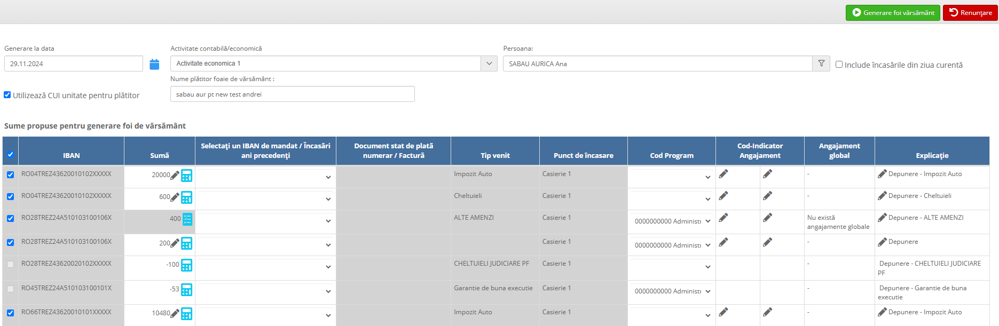 Generare foi vărsământ
Renunțare
Generare la data
Activitate contabilă/economică
Persoana:
29.11.2024
Activitate economica 1
SABAU AURICA Ana
Include încasările din ziua curentă
Nume plătitor foaie de vărsământ :
Utilizează CUI unitate pentru plătitor
sabau aur pt new test andrei
Sume propuse pentru generare foi de vărsământ
IBAN
Sumă
Selectați un IBAN de mandat / Încasări
ani precedenți
Document stat de plată
numerar / Factură
Tip venit
Punct de încasare
Cod Program
Cod-Indicator
Angajament
Angajament
global
Explicație
RO04TREZ43620010102XXXXX 20000 Impozit Auto Casierie 1 - Depunere - Impozit Auto
RO04TREZ43620010102XXXXX 600 Cheltuieli Casierie 1 - Depunere - Cheltuieli
RO28TREZ24A510103100106X 400 ALTE AMENZI Casierie 1 0000000000 Administr Nu există
angajamente globale
Depunere - ALTE AMENZI
RO28TREZ24A510103100106X 200 Casierie 1 0000000000 Administr - Depunere
RO28TREZ43620020102XXXXX -100 CHELTUIELI JUDICIARE PF Casierie 1 - Depunere - CHELTUIELI JUDICIARE
PF
RO45TREZ24A510103100101X -53 Garantie de buna executie Casierie 1 0000000000 Administr - Depunere - Garantie de buna
executie
RO66TREZ43620010101XXXXX 10480 Impozit Auto Casierie 1 - Depunere - Impozit Auto